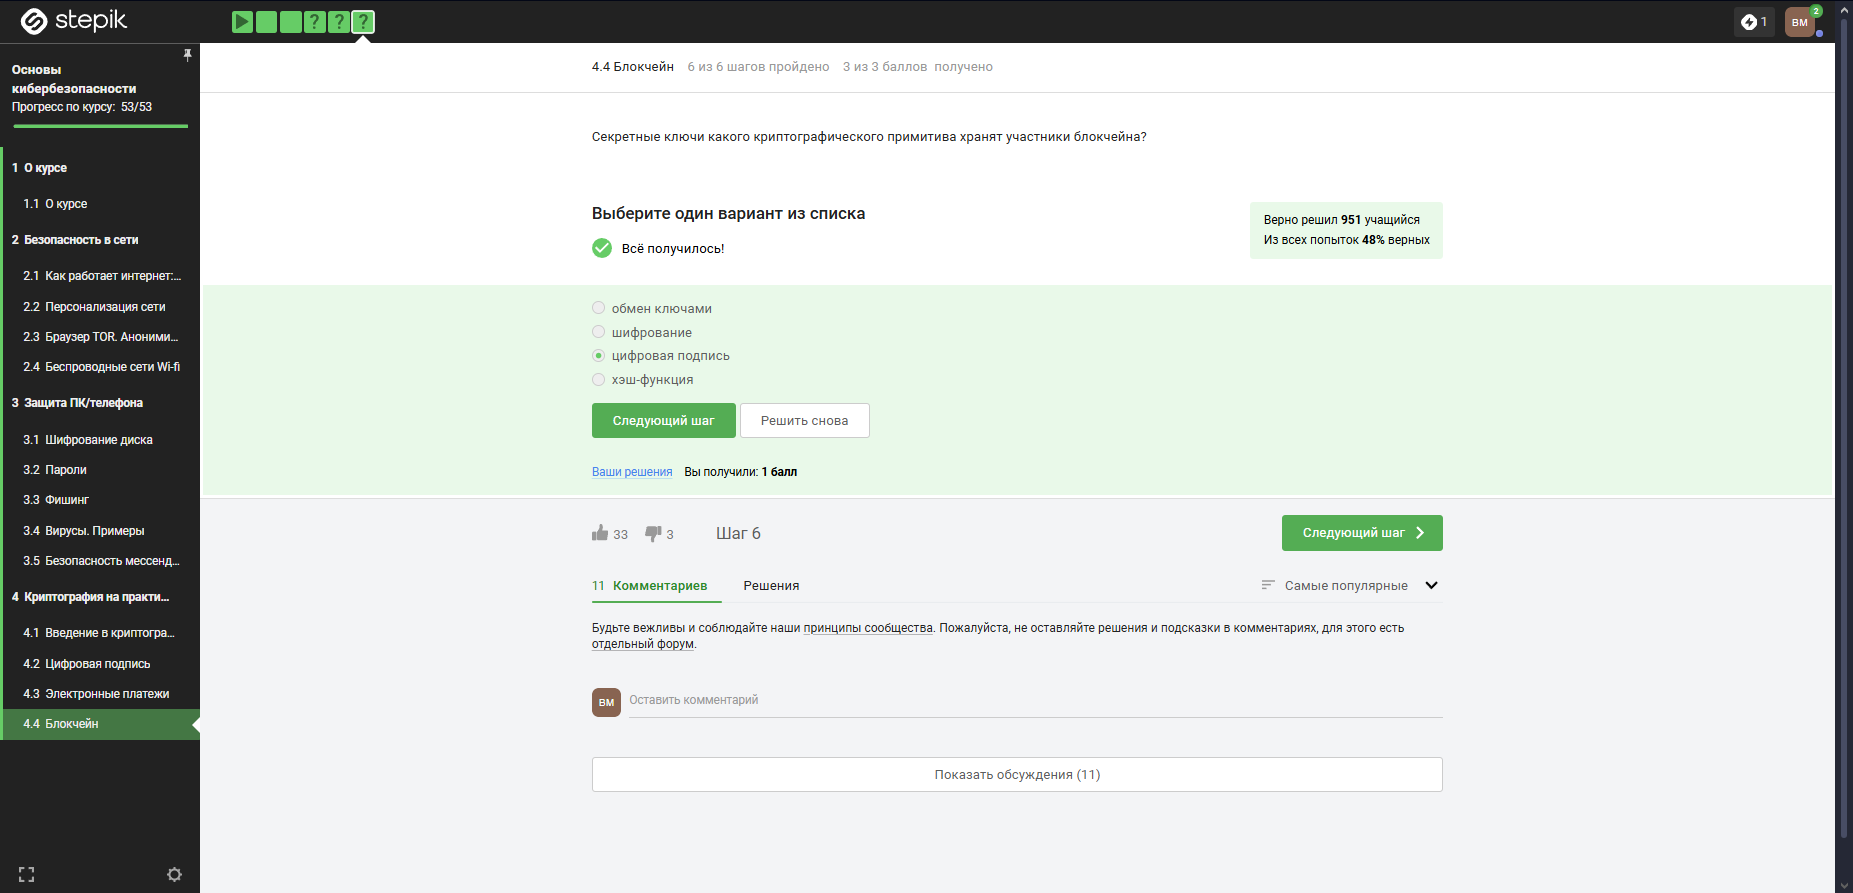 stepik
? ? ?
1
ВМ
2
Основы
кибербезопасности
Прогресс по курсу: 53/53
1 О курсе
1.1 О курсе
2 Безопасность в сети
2.1 Как работает интернет:...
2.2 Персонализация сети
2.3 Браузер TOR. Аноними...
2.4 Беспроводные сети Wi-fi
3 Защита ПК/телефона
3.1 Шифрование диска
3.2 Пароли
3.3 Фишинг
3.4 Вирусы. Примеры
3.5 Безопасность мессенд...
4 Криптография на практи...
4.1 Введение в криптогра...
4.2 Цифровая подпись
4.3 Электронные платежи
4.4 Блокчейн
4.4 Блокчейн 6 из 6 шагов пройдено 3 из 3 баллов получено
Секретные ключи какого криптографического примитива хранят участники блокчейна?
Выберите один вариант из списка
Всё получилось!
Верно решил 951 учащийся
Из всех попыток 48% верных
обмен ключами
шифрование
цифровая подпись
хэш-функция
Следующий шаг Решить снова
Ваши решения Вы получили: 1 балл
33 3 Шаг 6
Следующий шаг
11 Комментариев Решения
Самые популярные
Будьте вежливы и соблюдайте наши принципы сообщества. Пожалуйста, не оставляйте решения и подсказки в комментариях, для этого есть
отдельный форум.
ВМ Оставить комментарий
Показать обсуждения (11)